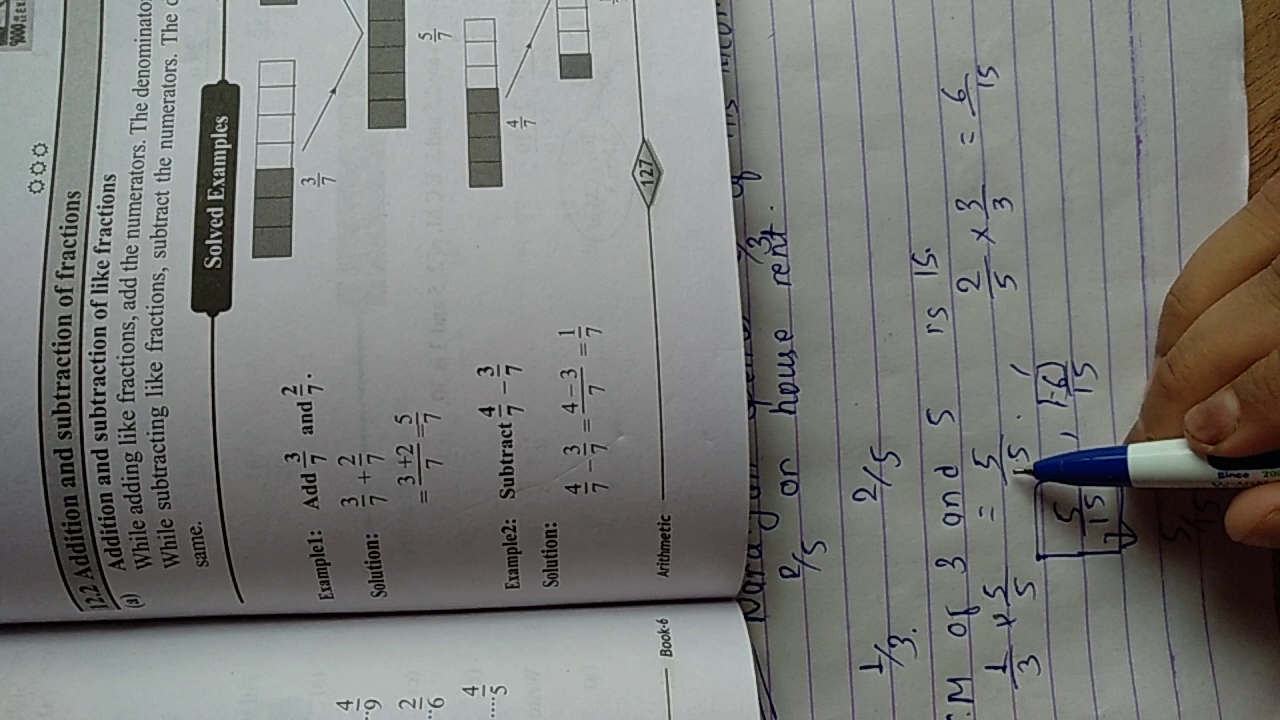 12.2 Addition and subtraction of fractions
Addition and subtraction of like fractions
(a) While adding like fractions, add the numerators. The denominator
While subtracting like fractions, subtract the numerators. The
same.
Solved Examples
Example1: Add 3/7 and 2/7.
Solution: 3/7 + 2/7
= 3+2/7 = 5/7
3/7
5/7
Example2: Subtract 4/7 − 3/7
Solution:
4/7 − 3/7 = 4−3/7 = 1/7
4/7
Arithmetic
127
Book-6
4/9
2/6
4/5
2/5 on house rent.
1/3. 2/5
M of 3 and 5 is 15.
1/3 × 5/5 = 5/15. 2/5 × 3/3 = 6/15
5/15, 6/15
5/15